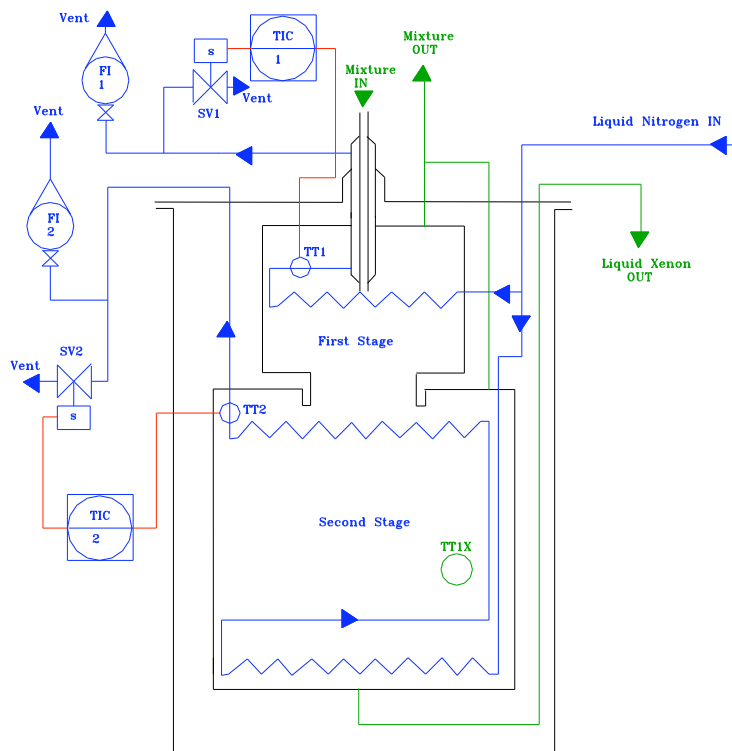 Vent
FI
1
s
TIC
1
Mixture
OUT
Mixture
IN
Vent
SV1
Vent
Liquid Nitrogen IN
FI
2
TT1
Liquid Xenon
OUT
First Stage
SV2
Vent
s
TT2
TIC
2
Second Stage
TT1X